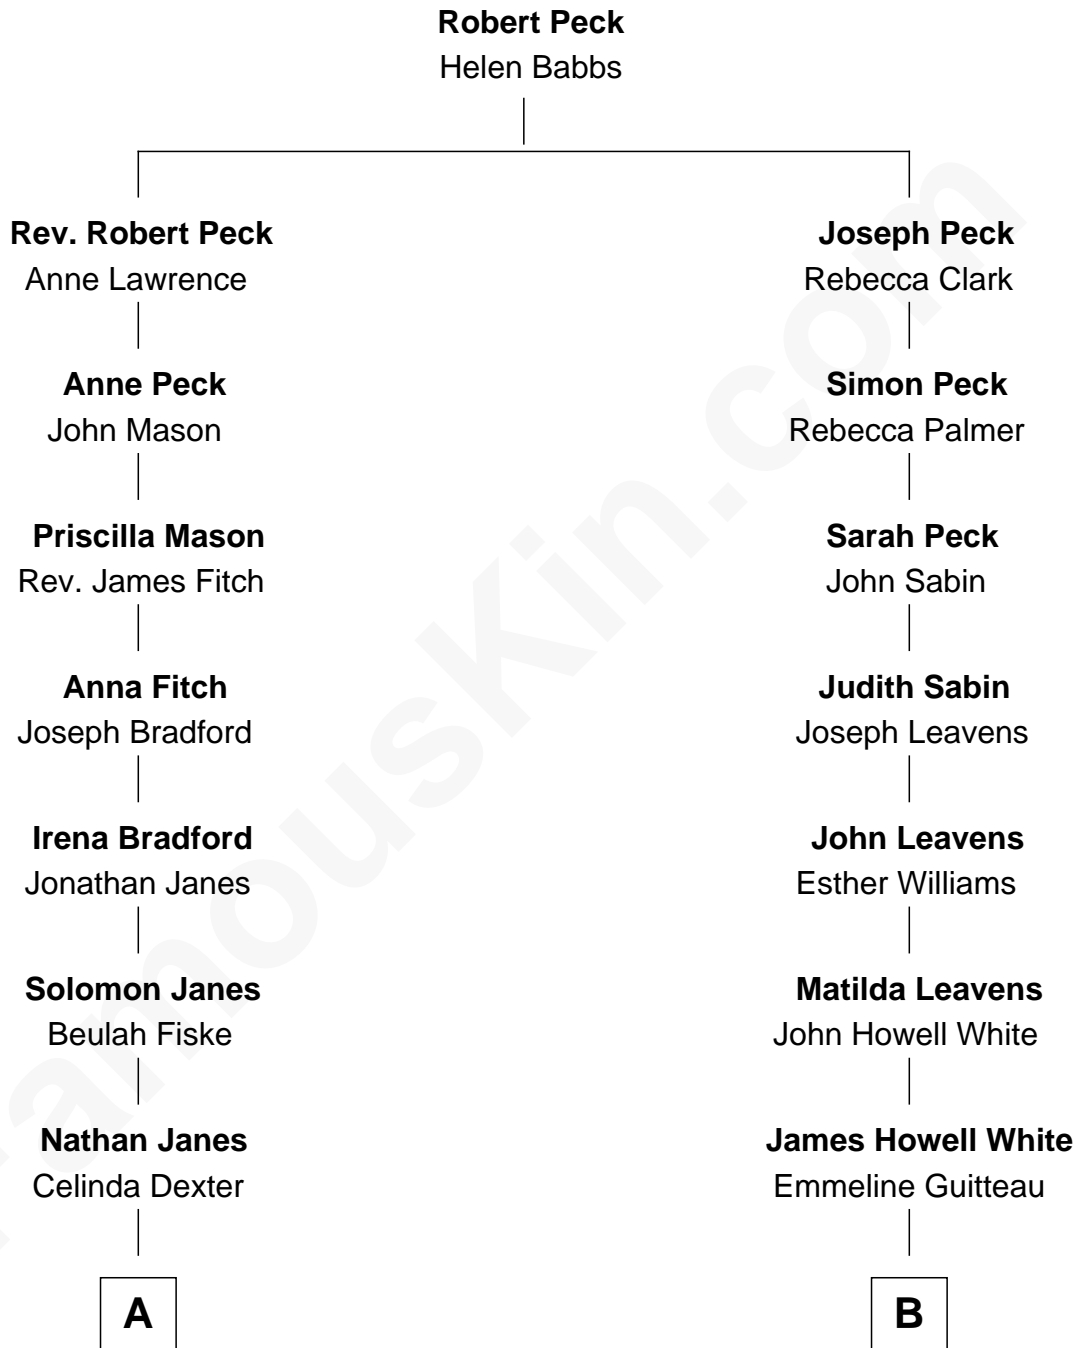 Robert Peck
Helen Babbs
Rev. Robert Peck
Anne Lawrence
Joseph Peck
Rebecca Clark
Anne Peck
John Mason
Simon Peck
Rebecca Palmer
Priscilla Mason
Rev. James Fitch
Sarah Peck
John Sabin
Anna Fitch
Joseph Bradford
Judith Sabin
Joseph Leavens
Irena Bradford
Jonathan Janes
John Leavens
Esther Williams
Solomon Janes
Beulah Fiske
Matilda Leavens
John Howell White
Nathan Janes
Celinda Dexter
James Howell White
Emmeline Guitteau
A
B
FamousKin.com